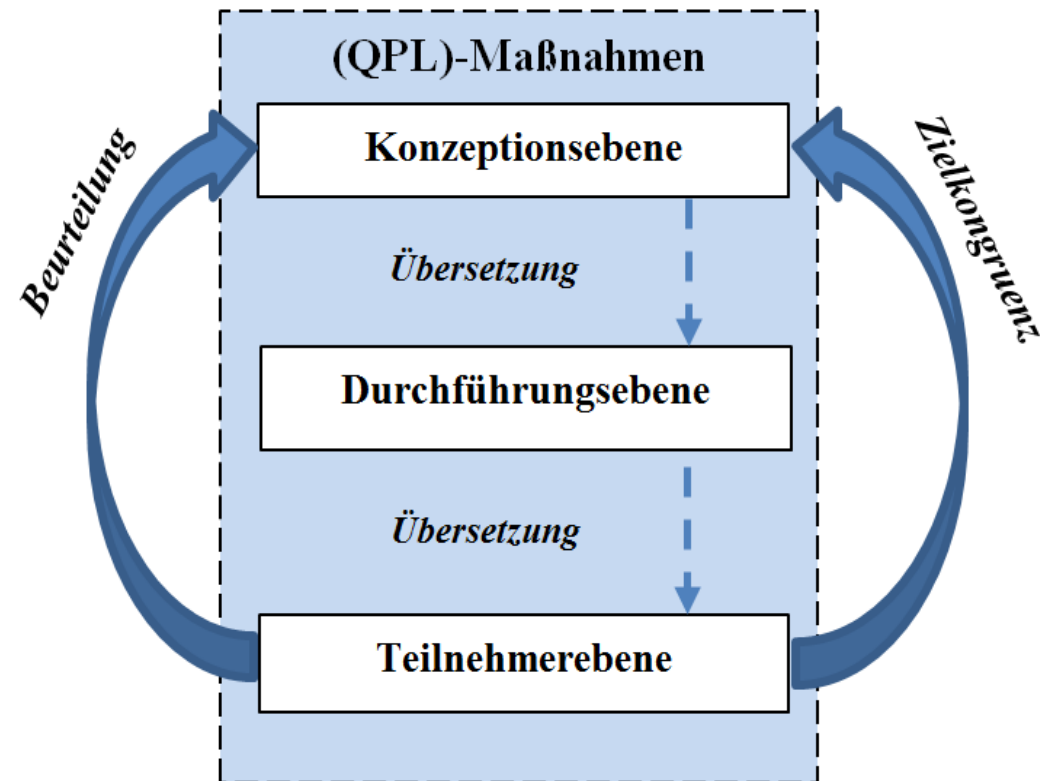 (QPL)-Maßnahmen
Konzeptionsebene
Beurteilung
Zielkongruenz
Übersetzung
Durchführungsebene
Übersetzung
Teilnehmerebene